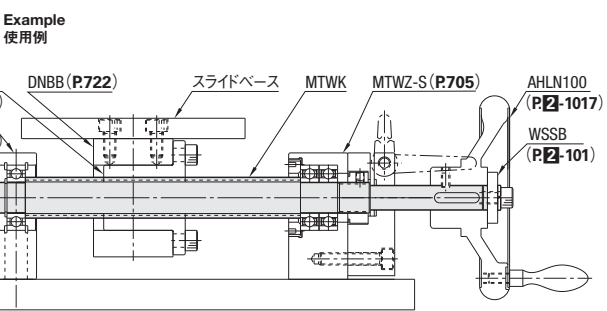 Example
使用例
DNBB（P.722）
スライドベース
MTWK
MTWZ-S（P.705）
AHLN100
（P.2-1017）
WSSB
（P.2-101）